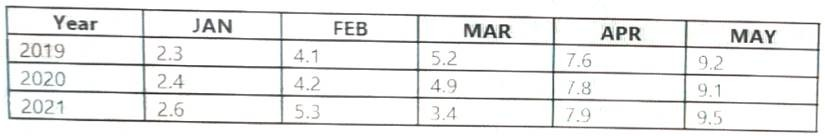 Year JAN FEB MAR APR MAY
2019 2.3 4.1 5.2 7.6 9.2
2020 2.4 4.2 4.9 7.8 9.1
2021 2.6 5.3 3.4 7.9 9.5